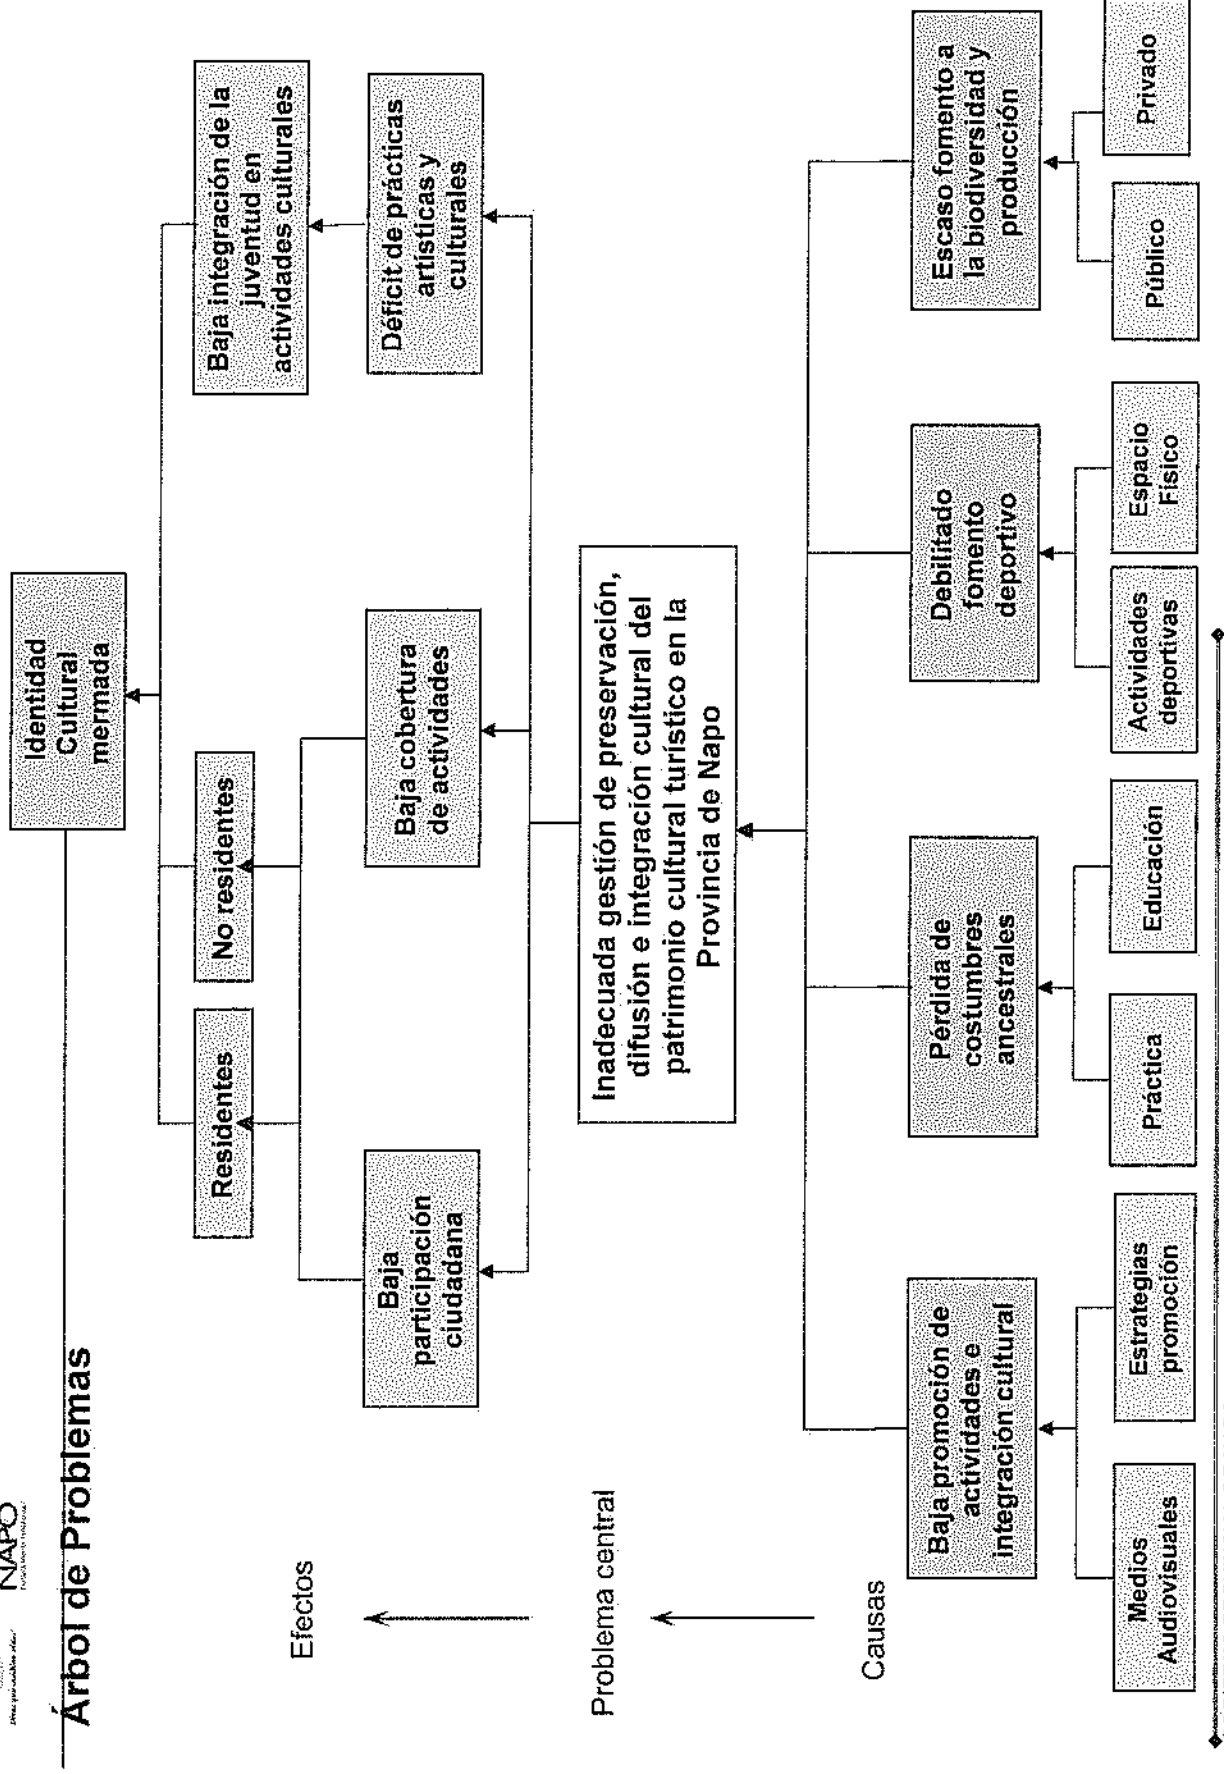 NAPO
Árbol de Problemas
Identidad
Cultural
mermada
Residentes
No residentes
Baja integración de la
juventud en
actividades culturales
Efectos
Baja
participación
ciudadana
Baja cobertura
de actividades
Déficit de prácticas
artísticas y
culturales
Problema central
Inadecuada gestión de preservación,
difusión e integración cultural del
patrimonio cultural turístico en la
Provincia de Napo
Causas
Baja promoción de
actividades e
integración cultural
Pérdida de
costumbres
ancestrales
Debilitado
fomento
deportivo
Escaso fomento a
la biodiversidad y
producción
Medios
Audiovisuales
Estrategias
promoción
Práctica
Educación
Actividades
deportivas
Espacio
Físico
Público
Privado